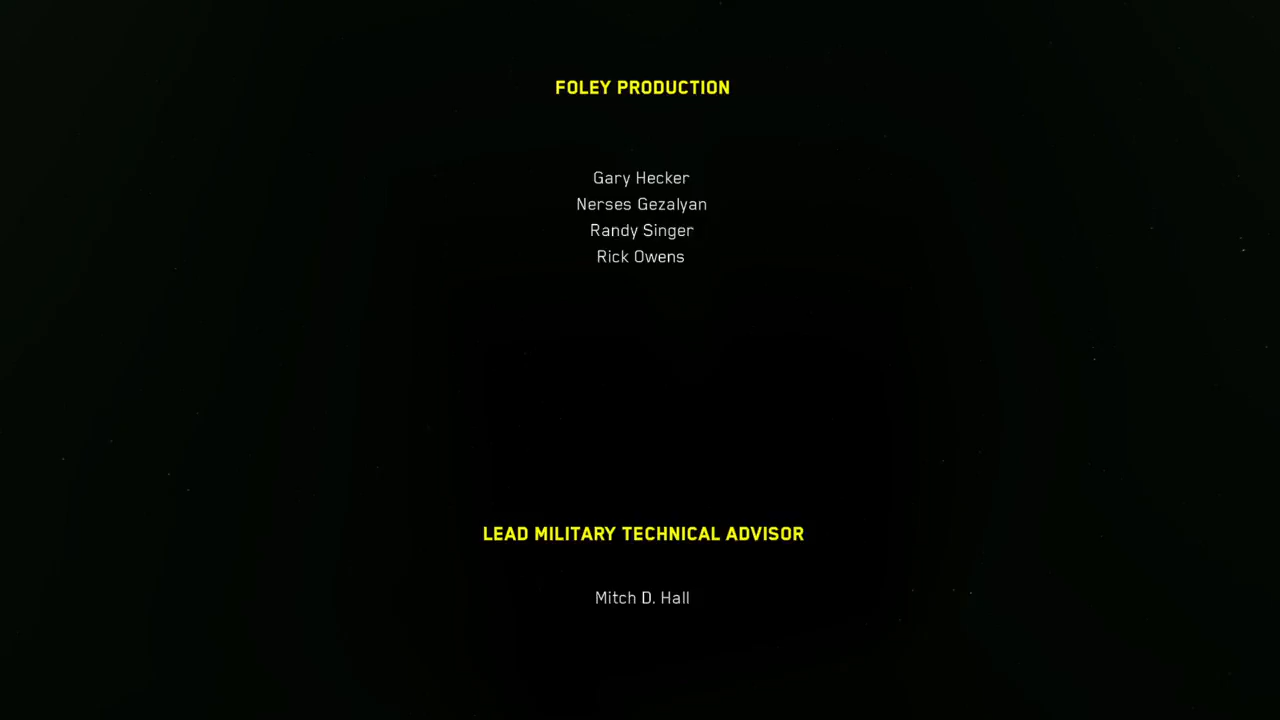 FOLEY PRODUCTION
Gary Hecker
Nerses Gezalyan
Randy Singer
Rick Owens
LEAD MILITARY TECHNICAL ADVISOR
Mitch D. Hall